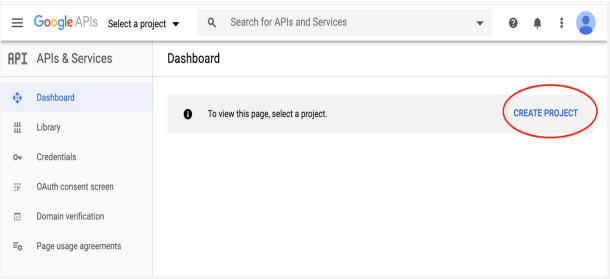 Google APIs Select a project Search for APIs and Services
API APIs & Services Dashboard
Dashboard
To view this page, select a project. CREATE PROJECT
Library
Credentials
OAuth consent screen
Domain verification
Page usage agreements